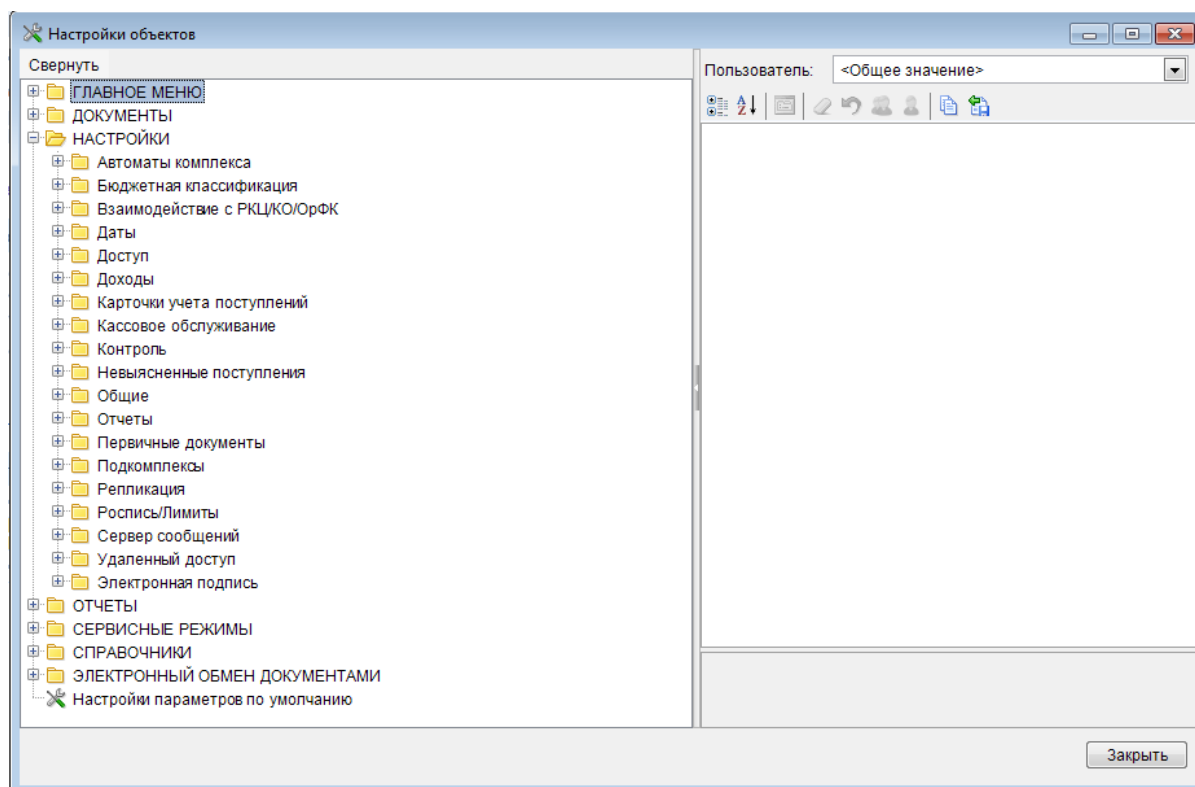 Настройки объектов
Свернуть
ГЛАВНОЕ МЕНЮ
ДОКУМЕНТЫ
НАСТРОЙКИ
Автоматы комплекса
Бюджетная классификация
Взаимодействие с РКЦ/КО/ОрФК
Даты
Доступ
Доходы
Карточки учета поступлений
Кассовое обслуживание
Контроль
Невыясненные поступления
Общие
Отчеты
Первичные документы
Подкомплексы
Репликация
Роспись/Лимиты
Сервер сообщений
Удаленный доступ
Электронная подпись
ОТЧЕТЫ
СЕРВИСНЫЕ РЕЖИМЫ
СПРАВОЧНИКИ
ЭЛЕКТРОННЫЙ ОБМЕН ДОКУМЕНТАМИ
Настройки параметров по умолчанию
Пользователь: <Общее значение>
Закрыть